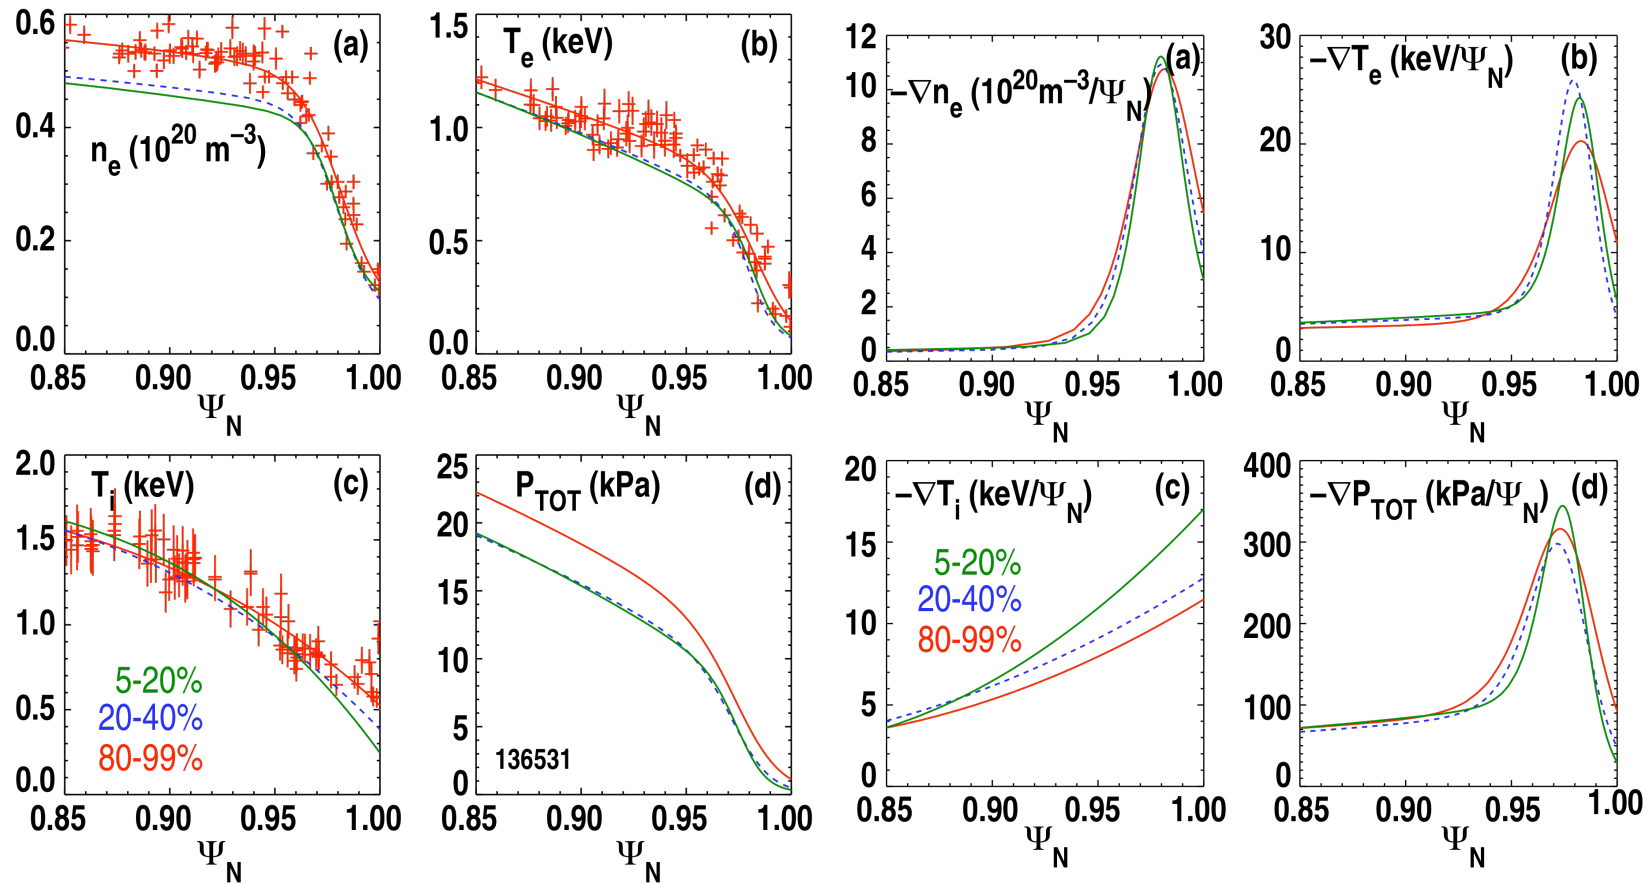 0.6
0.4
0.2
0.0
(a)
nₑ (10²⁰ m⁻³)
0.85 0.90 0.95 1.00
Ψ_N
1.5
1.0
0.5
0.0
Tₑ (keV)
(b)
0.85 0.90 0.95 1.00
Ψ_N
12
10
8
6
4
2
0
(a)
−∇nₑ (10²⁰m⁻³/Ψ_N)
0.85 0.90 0.95 1.00
Ψ_N
30
20
10
0
−∇Tₑ (keV/Ψ_N)
(b)
0.85 0.90 0.95 1.00
Ψ_N
2.0
1.5
1.0
0.5
0.0
T_i (keV)
(c)
5-20%
20-40%
80-99%
0.85 0.90 0.95 1.00
Ψ_N
25
20
15
10
5
0
P_TOT (kPa)
(d)
136531
0.85 0.90 0.95 1.00
Ψ_N
20
15
10
5
0
−∇T_i (keV/Ψ_N)
(c)
5-20%
20-40%
80-99%
0.85 0.90 0.95 1.00
Ψ_N
400
300
200
100
0
−∇P_TOT (kPa/Ψ_N)
(d)
0.85 0.90 0.95 1.00
Ψ_N